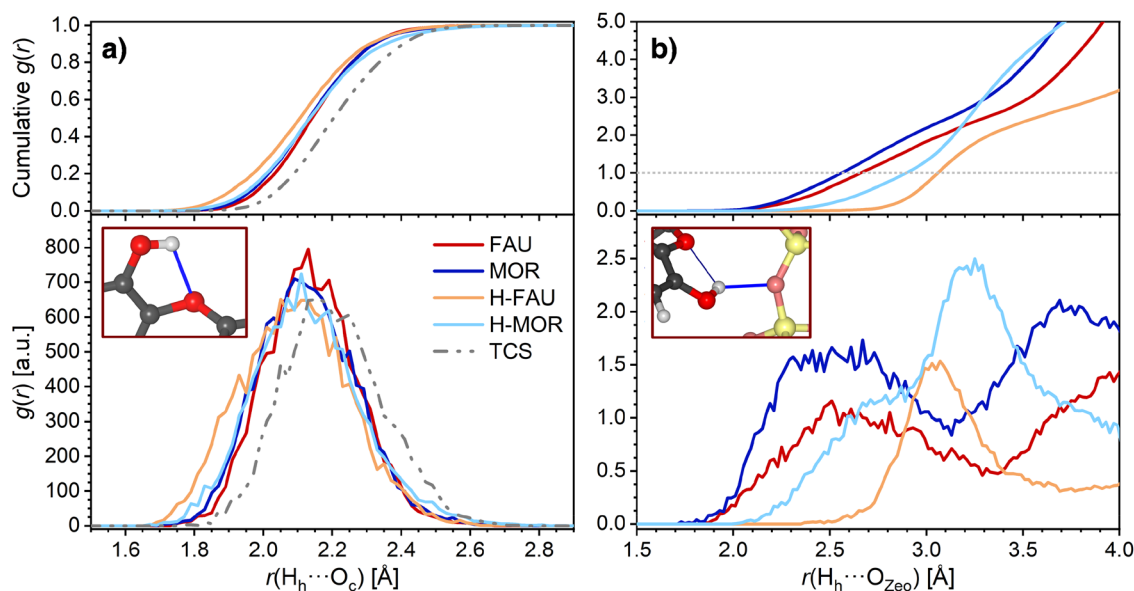 a)
Cumulative g(r)
1.0
0.8
0.6
0.4
0.2
0.0
g(r) [a.u.]
800
700
600
500
400
300
200
100
0
FAU
MOR
H-FAU
H-MOR
TCS
1.6 1.8 2.0 2.2 2.4 2.6 2.8
r(Hh···Oc) [Å]
b)
5.0
4.0
3.0
2.0
1.0
0.0
2.5
2.0
1.5
1.0
0.5
0.0
1.5 2.0 2.5 3.0 3.5 4.0
r(Hh···OZeo) [Å]